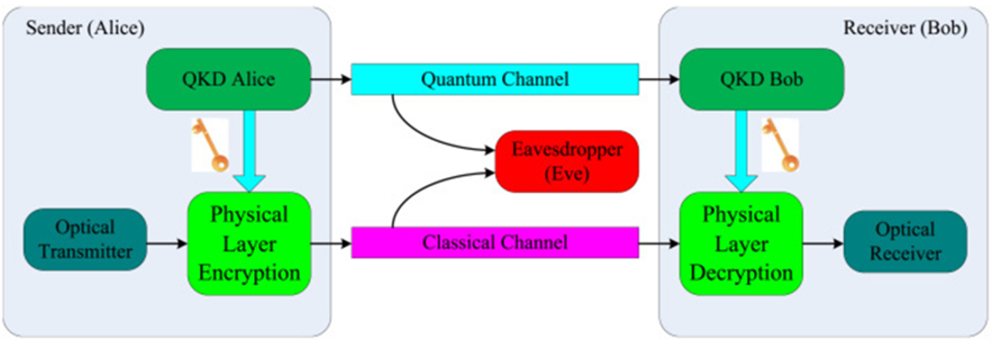 Sender (Alice)
Receiver (Bob)
QKD Alice
Quantum Channel
QKD Bob
Eavesdropper
(Eve)
Optical
Transmitter
Physical
Layer
Encryption
Classical Channel
Physical
Layer
Decryption
Optical
Receiver